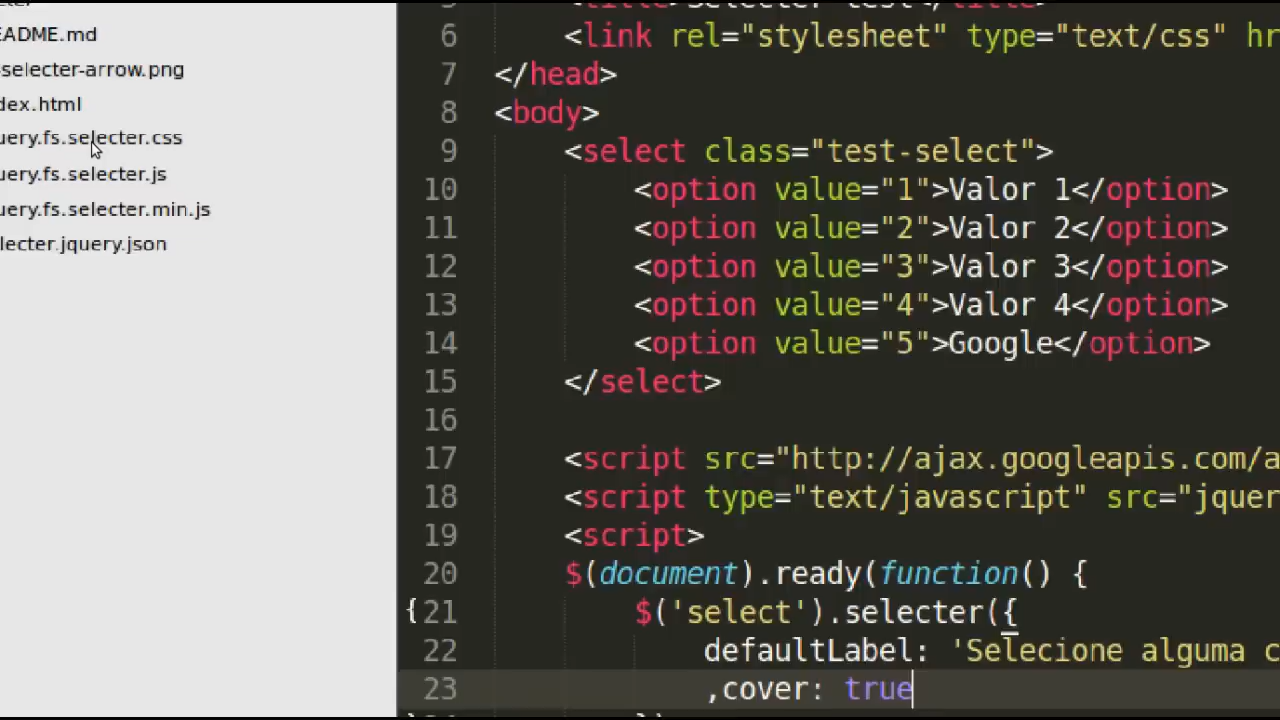 EADME.md
selecter-arrow.png
dex.html
uery.fs.selecter.css
uery.fs.selecter.js
uery.fs.selecter.min.js
lecter.jquery.json
5 <title>Selecter test</title>
6 <link rel="stylesheet" type="text/css" hr
7 </head>
8 <body>
9 <select class="test-select">
10 <option value="1">Valor 1</option>
11 <option value="2">Valor 2</option>
12 <option value="3">Valor 3</option>
13 <option value="4">Valor 4</option>
14 <option value="5">Google</option>
15 </select>
16
17 <script src="http://ajax.googleapis.com/a
18 <script type="text/javascript" src="jquer
19 <script>
20 $(document).ready(function() {
{21 $('select').selecter({
22 defaultLabel: 'Selecione alguma c
23 ,cover: true